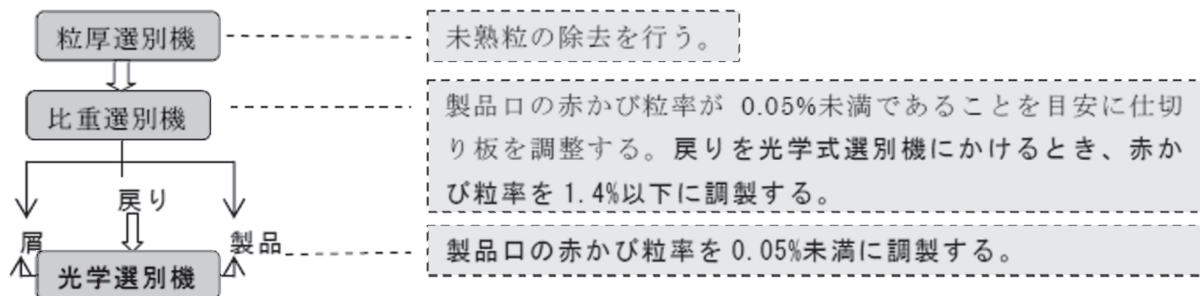 粒厚選別機
未熟粒の除去を行う。
比重選別機
製品口の赤かび粒率が 0.05%未満であることを目安に仕切
り板を調整する。戻りを光学式選別機にかけるとき、赤か
び粒率を 1.4%以下に調製する。
戻り
屑
製品
光学選別機
製品口の赤かび粒率を 0.05%未満に調製する。